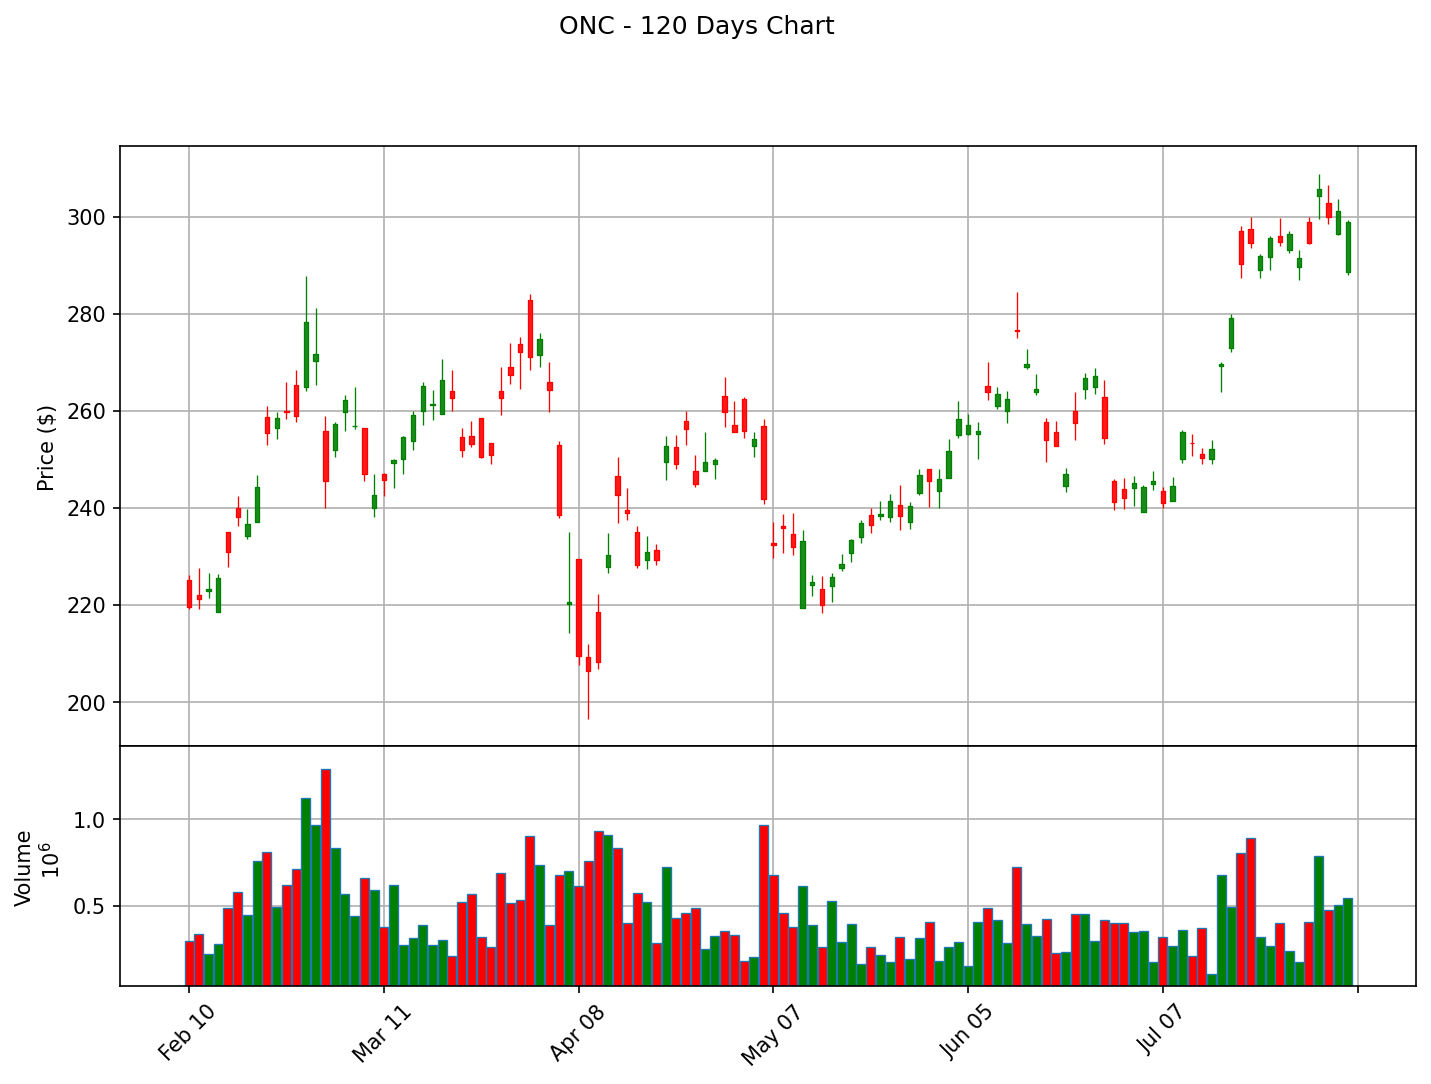 ONC - 120 Days Chart
Price ($)
300
280
260
240
220
200
Volume
10⁶
1.0
0.5
Feb 10
Mar 11
Apr 08
May 07
Jun 05
Jul 07